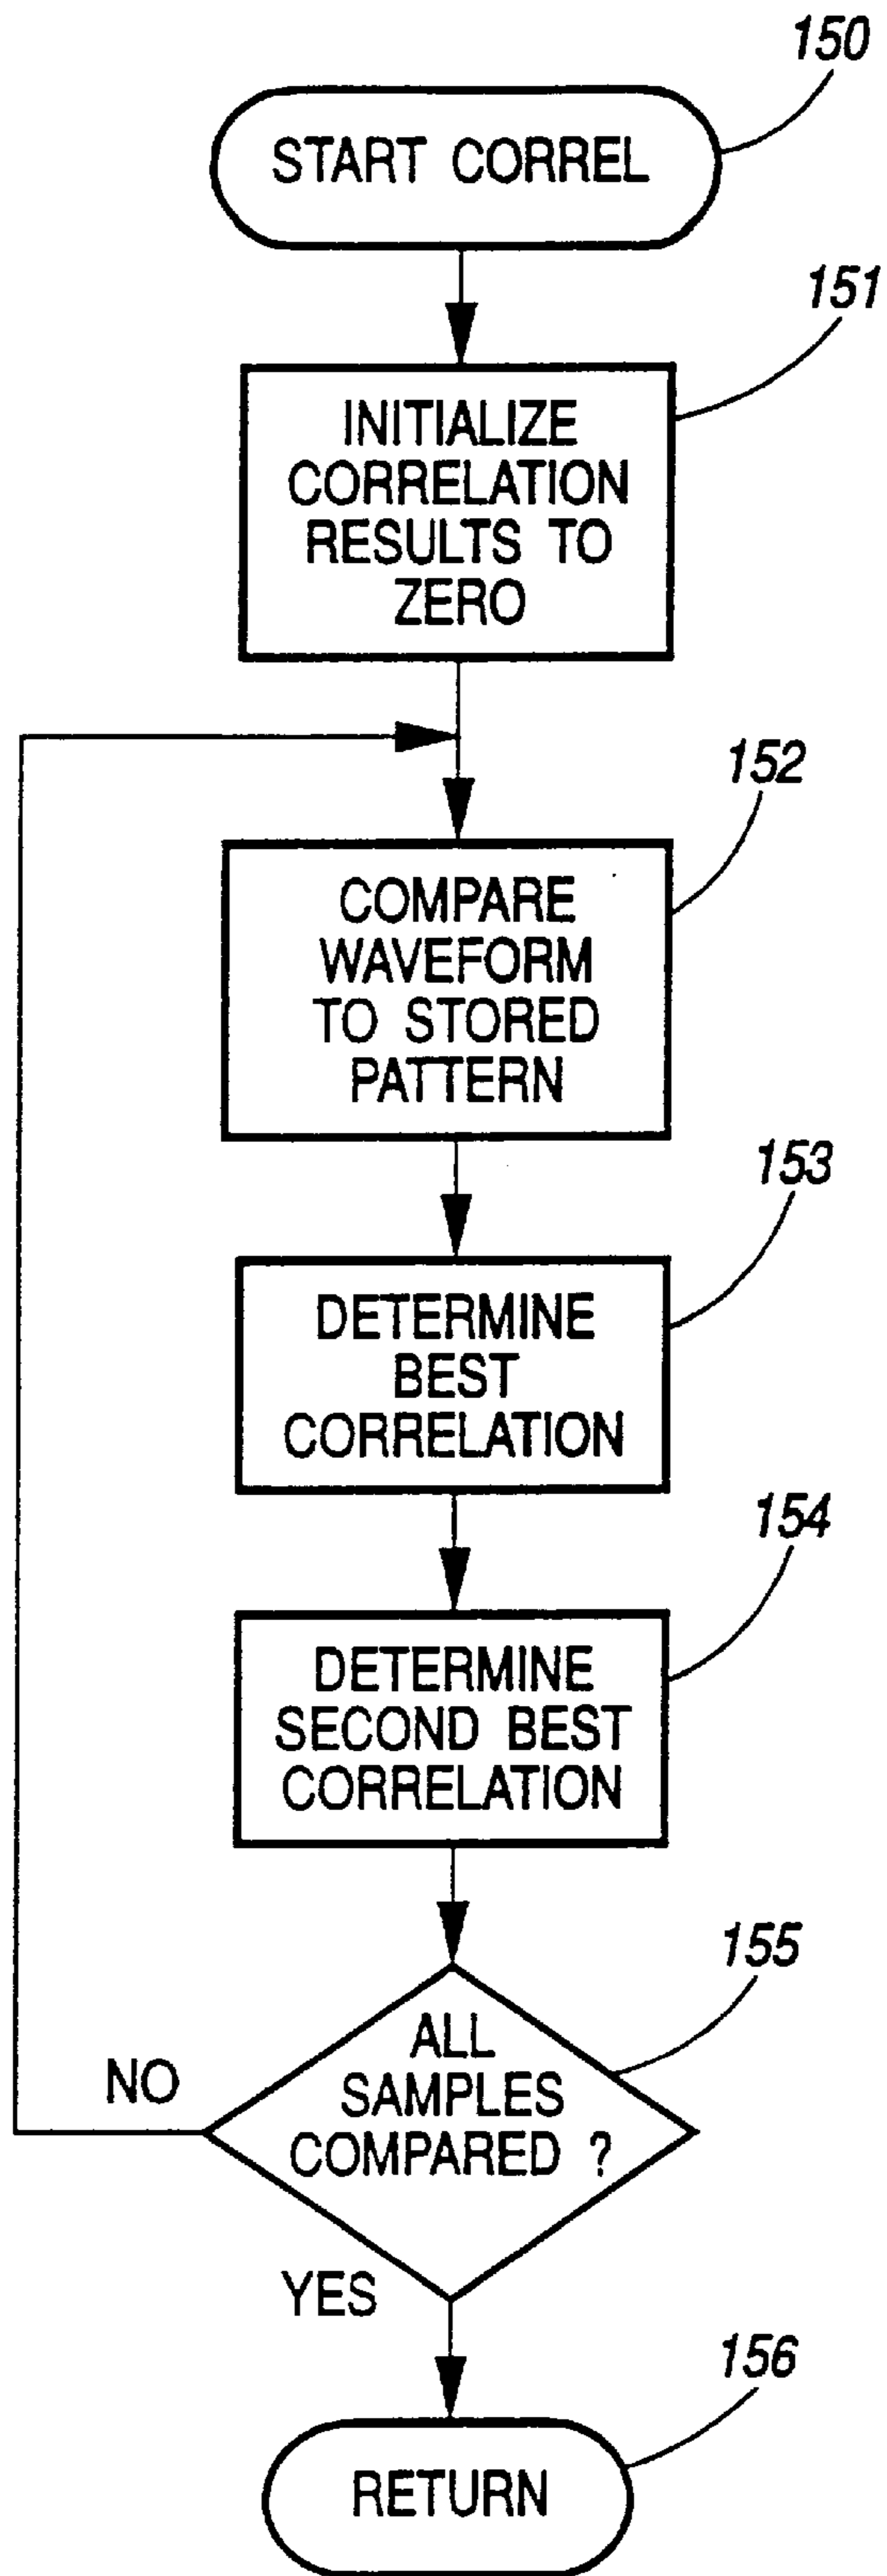 150
START CORREL
151
INITIALIZE
CORRELATION
RESULTS TO
ZERO
152
COMPARE
WAVEFORM
TO STORED
PATTERN
153
DETERMINE
BEST
CORRELATION
154
DETERMINE
SECOND BEST
CORRELATION
155
ALL
SAMPLES
COMPARED ?
NO
YES
156
RETURN